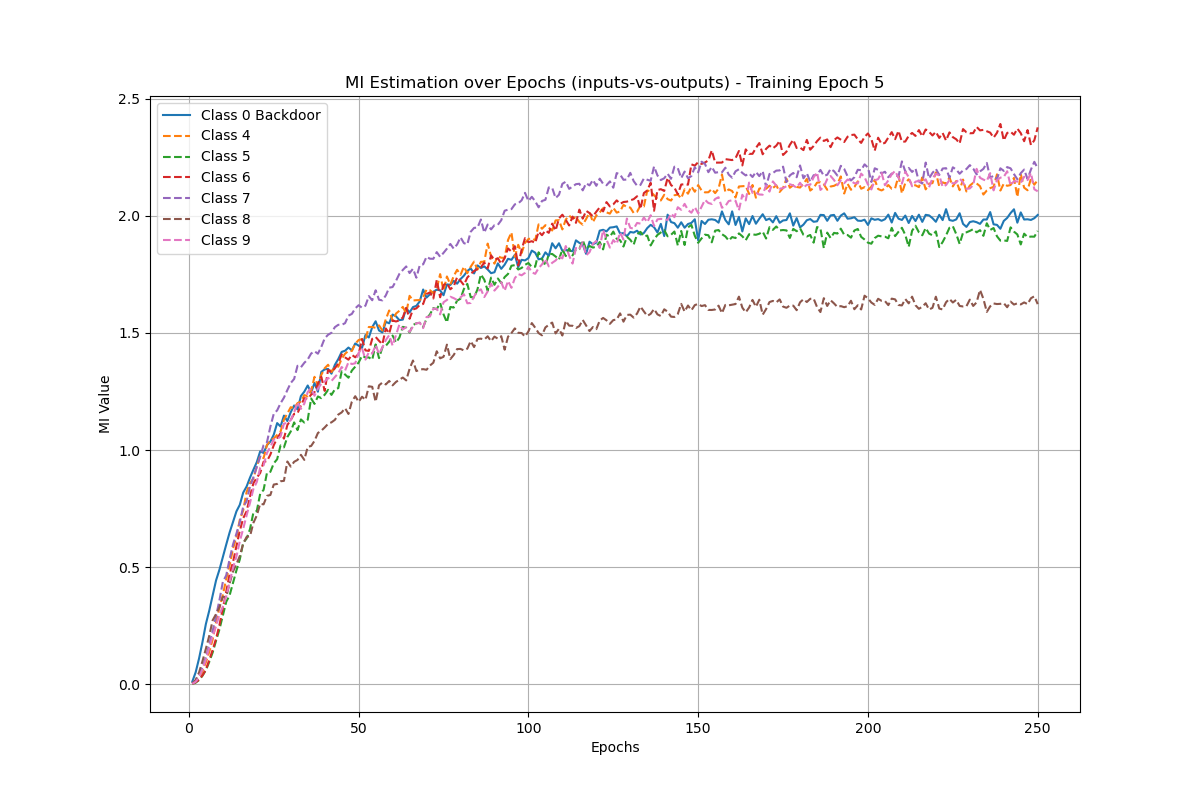 MI Estimation over Epochs (inputs-vs-outputs) - Training Epoch 5
2.5
2.0
1.5
1.0
0.5
0.0
MI Value
Class 0 Backdoor
Class 4
Class 5
Class 6
Class 7
Class 8
Class 9
0 50 100 150 200 250
Epochs